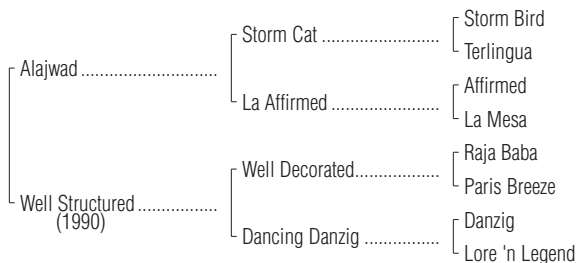 Storm Bird
Storm Cat ........................
Terlingua
Alajwad ............................
Affirmed
La Affirmed ......................
La Mesa
Raja Baba
Well Decorated.................
Paris Breeze
Well Structured ................
(1990)
Danzig
Dancing Danzig ...............
Lore 'n Legend